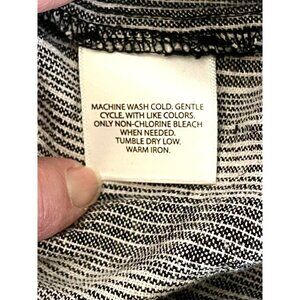 MACHINE WASH COLD. GENTLE
CYCLE, WITH LIKE COLORS.
ONLY NON-CHLORINE BLEACH
WHEN NEEDED.
TUMBLE DRY LOW.
WARM IRON.